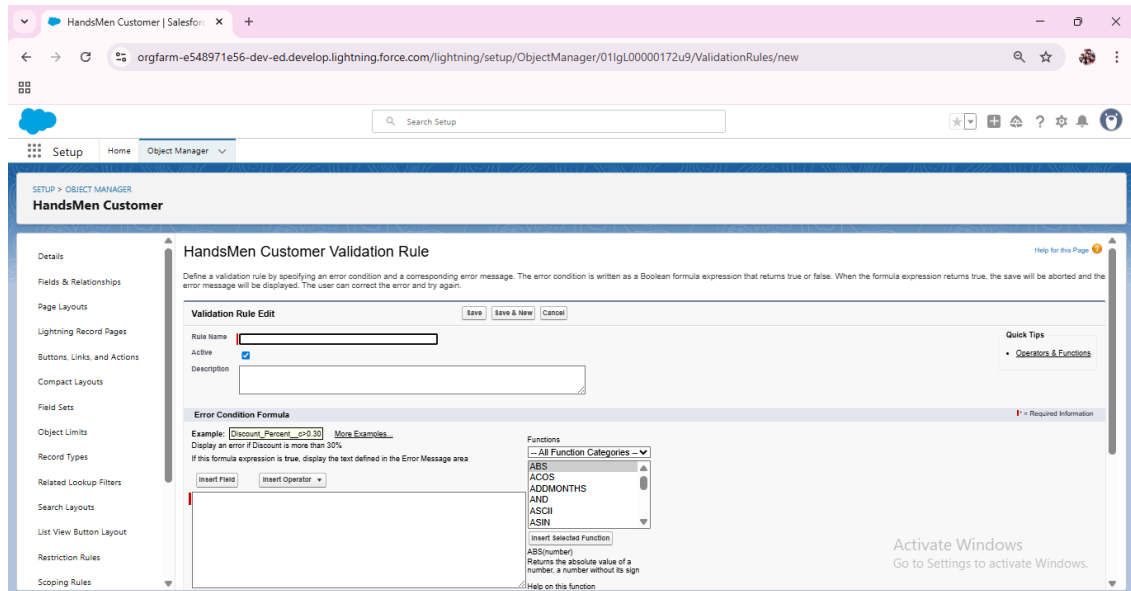 HandsMen Customer | Salesforc
orgfarm-e548971e56-dev-ed.develop.lightning.force.com/lightning/setup/ObjectManager/01IgL00000172u9/ValidationRules/new
Search Setup
Setup
Home
Object Manager
SETUP > OBJECT MANAGER
HandsMen Customer
Details
Fields & Relationships
Page Layouts
Lightning Record Pages
Buttons, Links, and Actions
Compact Layouts
Field Sets
Object Limits
Record Types
Related Lookup Filters
Search Layouts
List View Button Layout
Restriction Rules
Scoping Rules
HandsMen Customer Validation Rule
Help for this Page
Define a validation rule by specifying an error condition and a corresponding error message. The error condition is written as a Boolean formula expression that returns true or false. When the formula expression returns true, the save will be aborted and the
error message will be displayed. The user can correct the error and try again.
Validation Rule Edit
Save
Save & New
Cancel
Rule Name
Active
Description
Quick Tips
• Operators & Functions
Error Condition Formula
= Required Information
Example: Discount_Percent__c>0.30 More Examples...
Display an error if Discount is more than 30%
If this formula expression is true, display the text defined in the Error Message area
Insert Field
Insert Operator
Functions
-- All Function Categories --
ABS
ACOS
ADDMONTHS
AND
ASCII
ASIN
Insert Selected Function
ABS(number)
Returns the absolute value of a
number, a number without its sign
Help on this function
Activate Windows
Go to Settings to activate Windows.